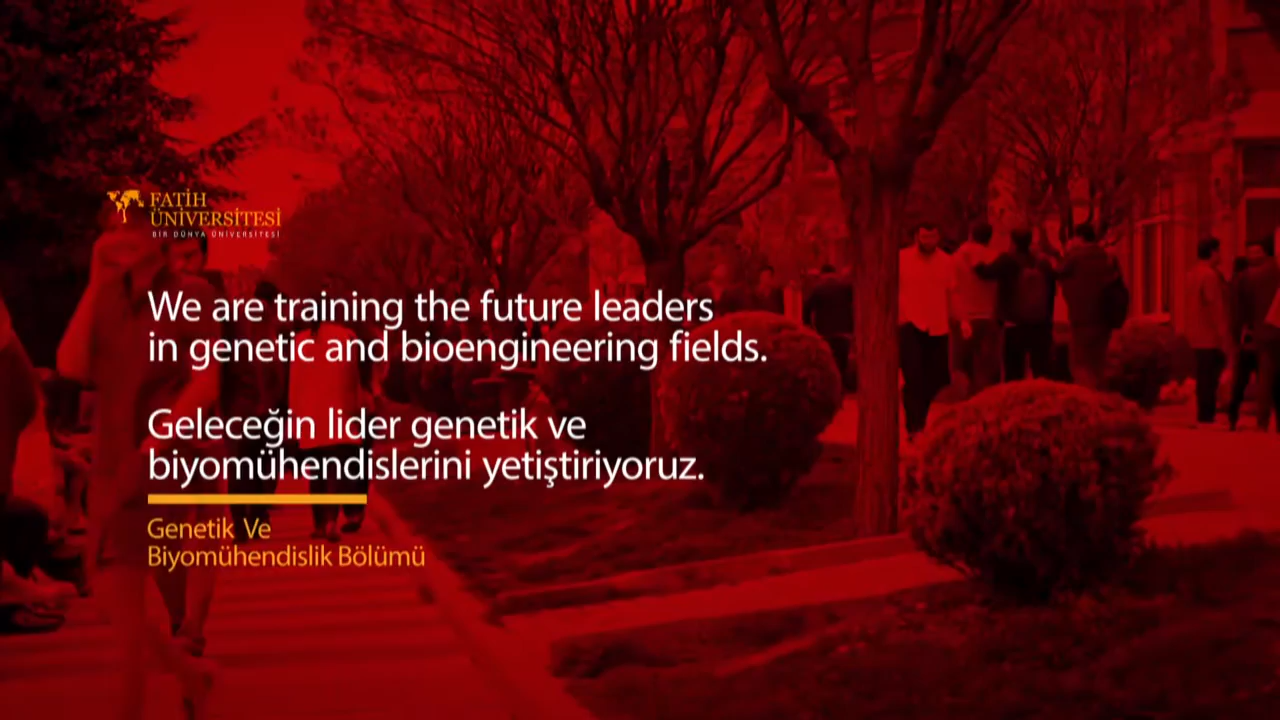 FATİH
ÜNİVERSİTESİ
BİR DÜNYA ÜNİVERSİTESİ
We are training the future leaders
in genetic and bioengineering fields.
Geleceğin lider genetik ve
biyomühendislerini yetiştiriyoruz.
Genetik Ve
Biyomühendislik Bölümü